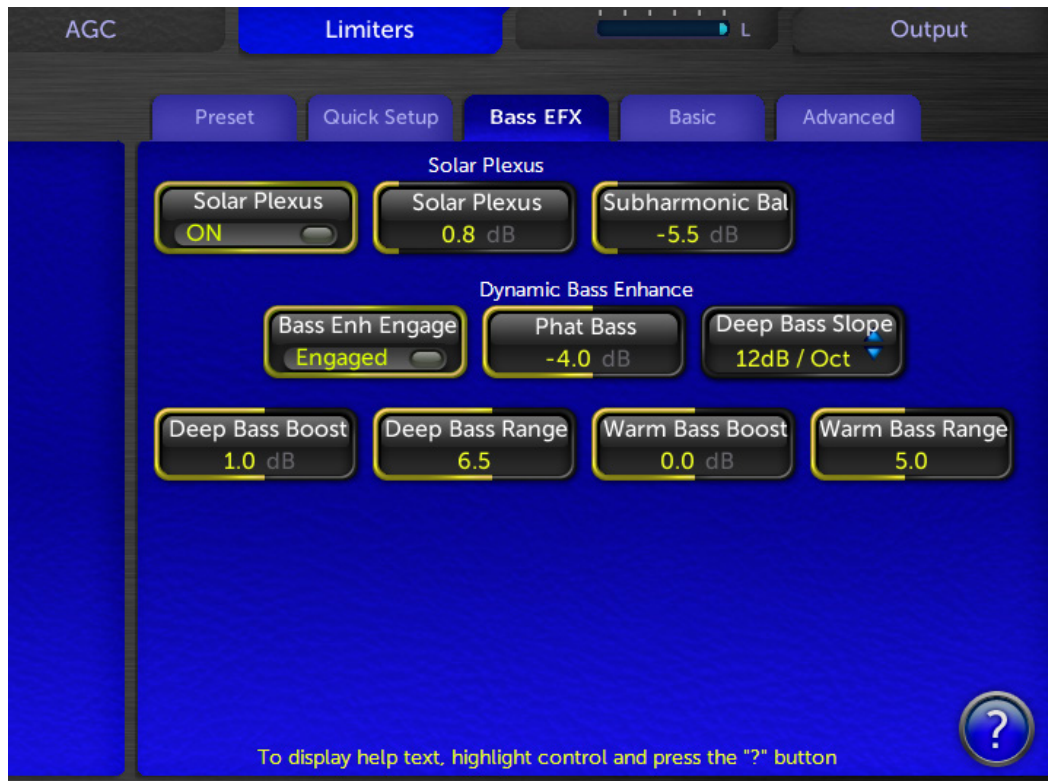 AGC Limiters L Output
Preset Quick Setup Bass EFX Basic Advanced
Solar Plexus
Solar Plexus Solar Plexus Subharmonic Bal
ON 0.8 dB -5.5 dB
Dynamic Bass Enhance
Bass Enh Engage Phat Bass Deep Bass Slope
Engaged -4.0 dB 12dB / Oct
Deep Bass Boost Deep Bass Range Warm Bass Boost Warm Bass Range
1.0 dB 6.5 0.0 dB 5.0
?
To display help text, highlight control and press the "?" button